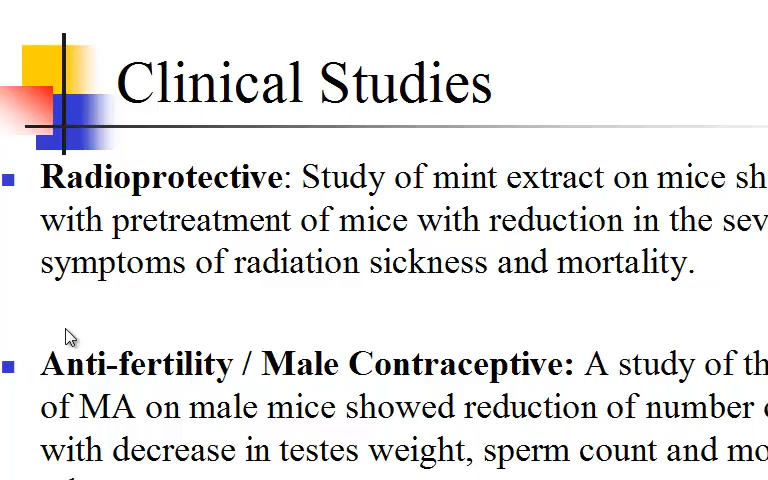 Clinical Studies
Radioprotective: Study of mint extract on mice sh
with pretreatment of mice with reduction in the sev
symptoms of radiation sickness and mortality.
Anti-fertility / Male Contraceptive: A study of th
of MA on male mice showed reduction of number
with decrease in testes weight, sperm count and mo